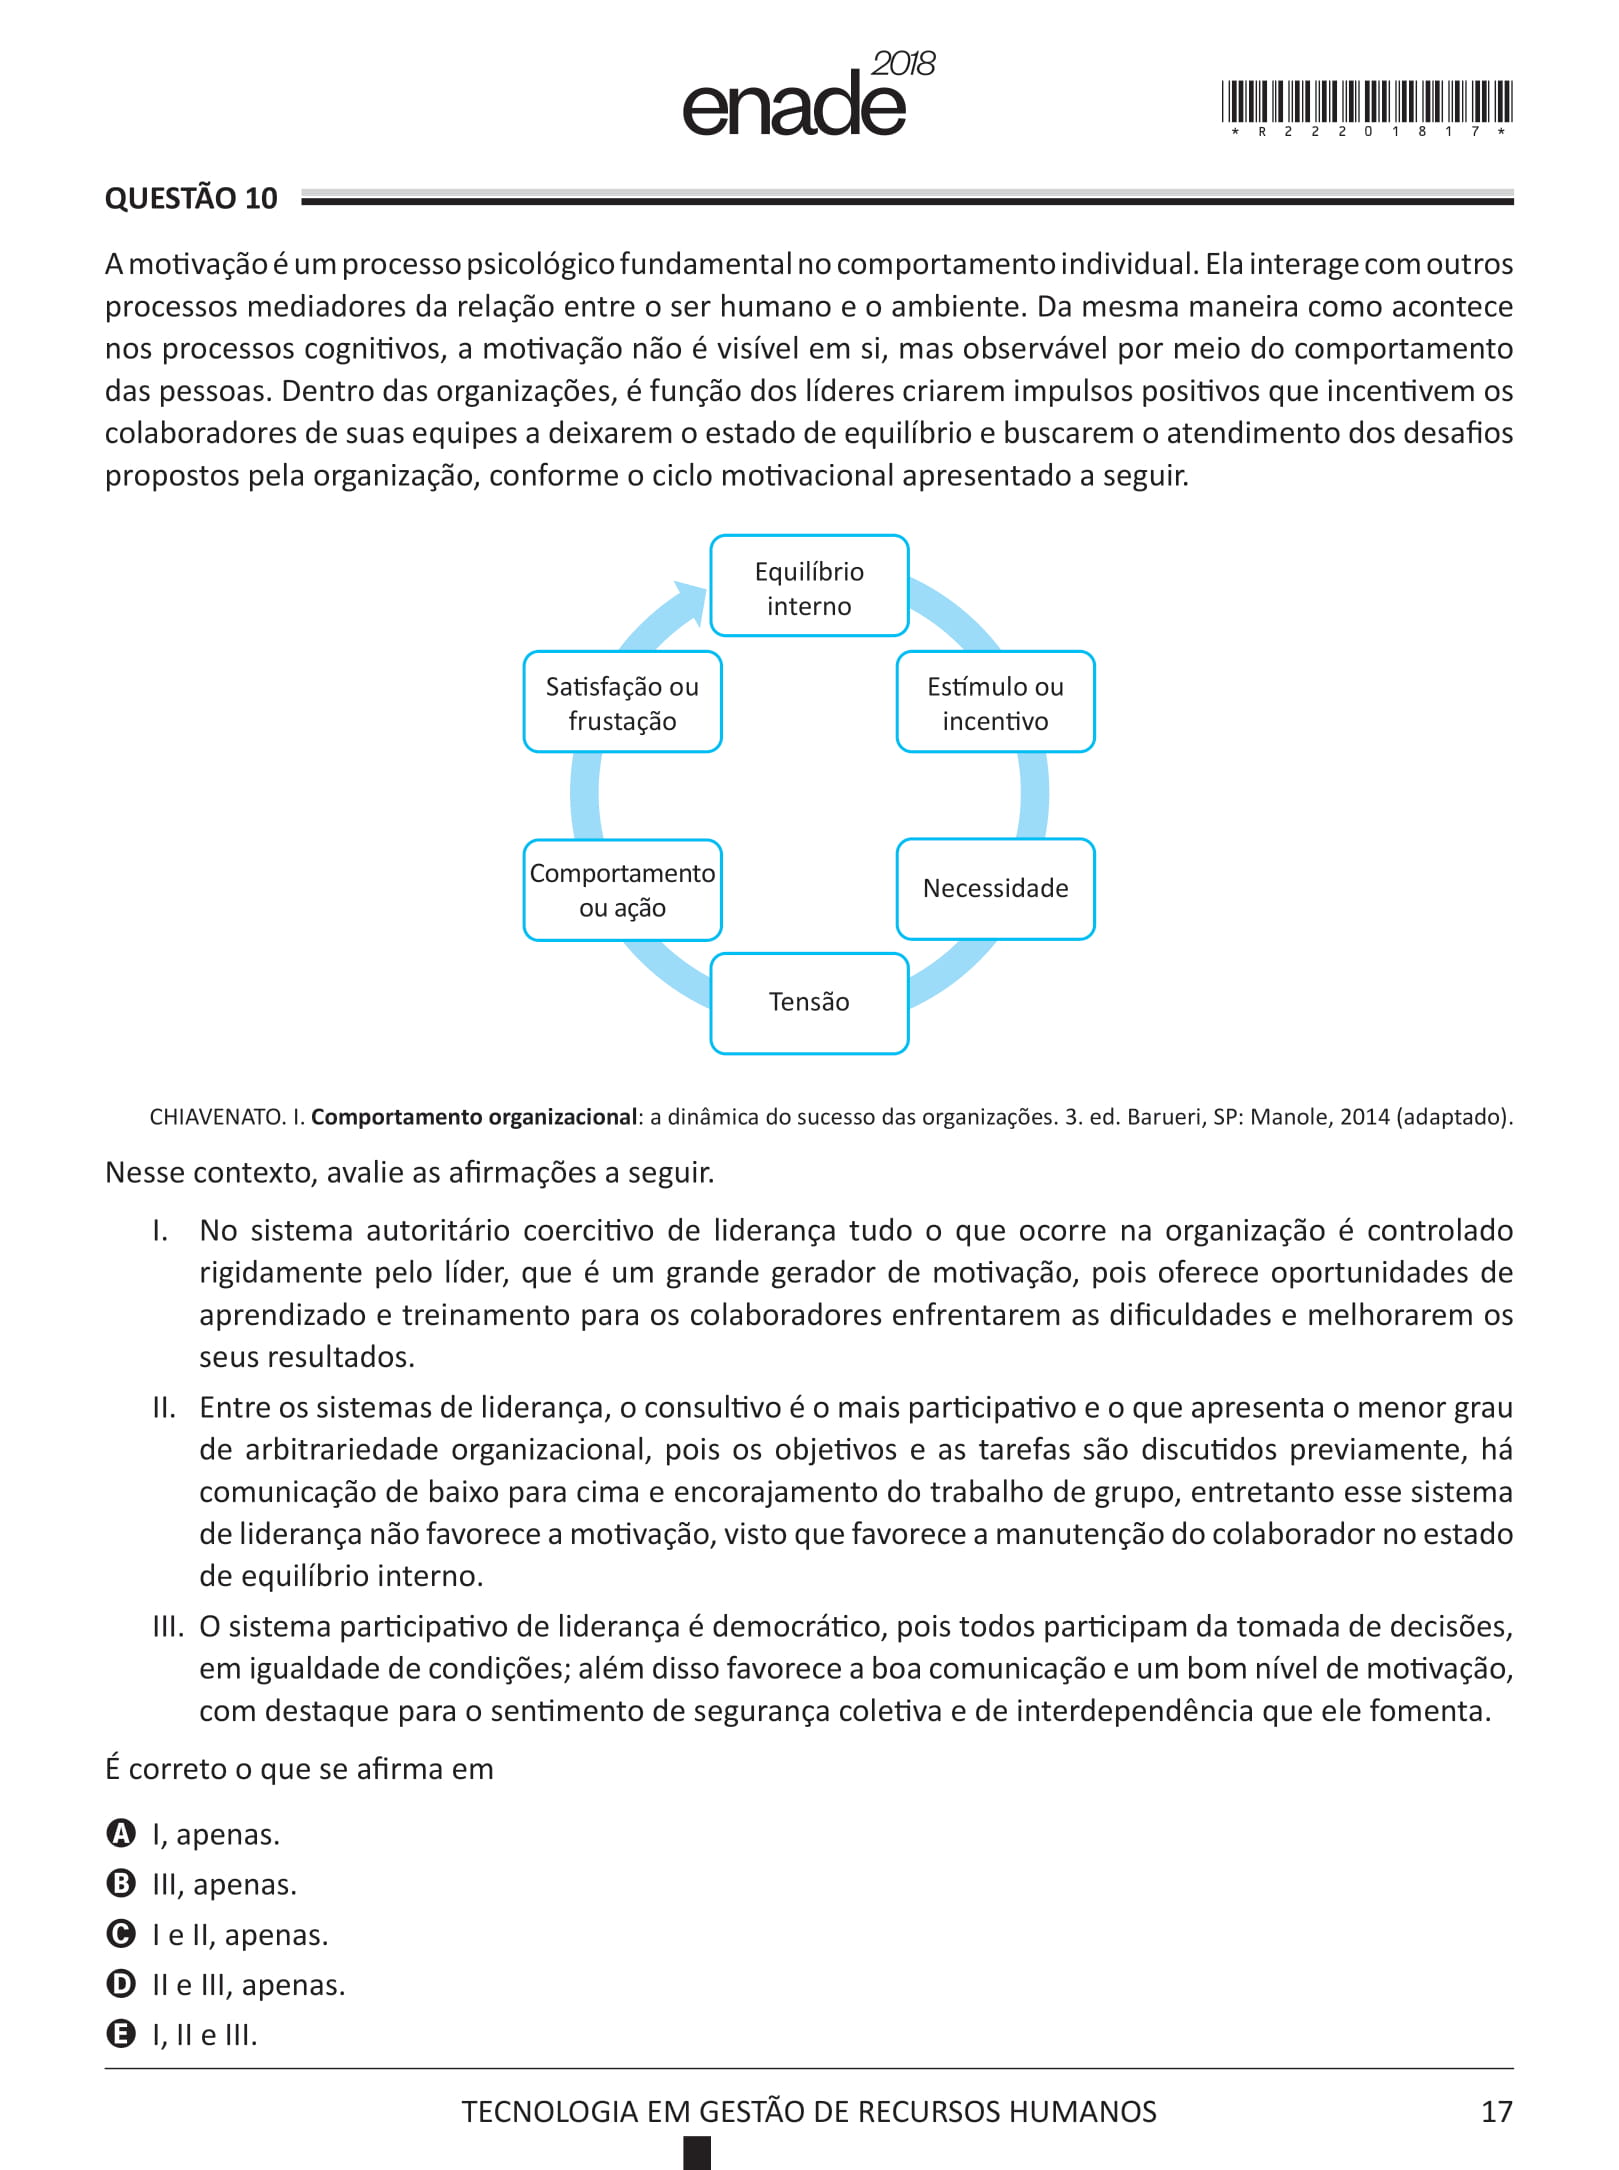 enade 2018
*R22201817*
QUESTÃO 10
A motivação é um processo psicológico fundamental no comportamento individual. Ela interage com outros
processos mediadores da relação entre o ser humano e o ambiente. Da mesma maneira como acontece
nos processos cognitivos, a motivação não é visível em si, mas observável por meio do comportamento
das pessoas. Dentro das organizações, é função dos líderes criarem impulsos positivos que incentivem os
colaboradores de suas equipes a deixarem o estado de equilíbrio e buscarem o atendimento dos desafios
propostos pela organização, conforme o ciclo motivacional apresentado a seguir.
Equilíbrio
interno
Estímulo ou
incentivo
Necessidade
Tensão
Comportamento
ou ação
Satisfação ou
frustação
CHIAVENATO. I. Comportamento organizacional: a dinâmica do sucesso das organizações. 3. ed. Barueri, SP: Manole, 2014 (adaptado).
Nesse contexto, avalie as afirmações a seguir.
I. No sistema autoritário coercitivo de liderança tudo o que ocorre na organização é controlado
rigidamente pelo líder, que é um grande gerador de motivação, pois oferece oportunidades de
aprendizado e treinamento para os colaboradores enfrentarem as dificuldades e melhorarem os
seus resultados.
II. Entre os sistemas de liderança, o consultivo é o mais participativo e o que apresenta o menor grau
de arbitrariedade organizacional, pois os objetivos e as tarefas são discutidos previamente, há
comunicação de baixo para cima e encorajamento do trabalho de grupo, entretanto esse sistema
de liderança não favorece a motivação, visto que favorece a manutenção do colaborador no estado
de equilíbrio interno.
III. O sistema participativo de liderança é democrático, pois todos participam da tomada de decisões,
em igualdade de condições; além disso favorece a boa comunicação e um bom nível de motivação,
com destaque para o sentimento de segurança coletiva e de interdependência que ele fomenta.
É correto o que se afirma em
A I, apenas.
B III, apenas.
C I e II, apenas.
D II e III, apenas.
E I, II e III.
TECNOLOGIA EM GESTÃO DE RECURSOS HUMANOS 17